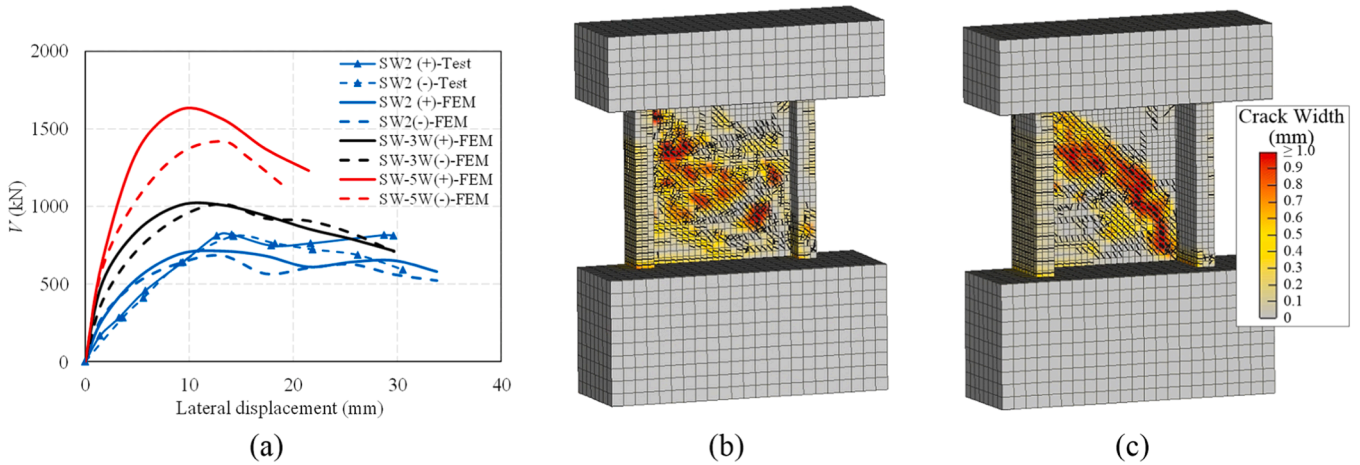 2000
1500
1000
500
0
V (kN)
0
10
20
30
40
Lateral displacement (mm)
SW2 (+)-Test
SW2 (-)-Test
SW2 (+)-FEM
SW2(-)-FEM
SW-3W(+)-FEM
SW-3W(-)-FEM
SW-5W(+)-FEM
SW-5W(-)-FEM
Crack Width
(mm)
≥ 1.0
0.9
0.8
0.7
0.6
0.5
0.4
0.3
0.2
0.1
0
(a)
(b)
(c)